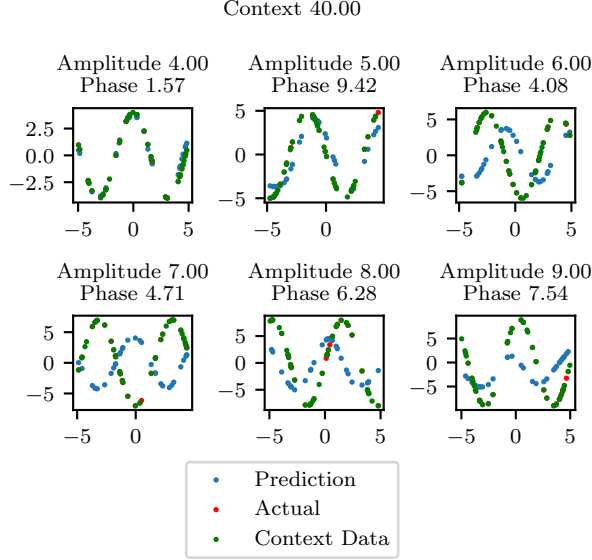 Context 40.00
Amplitude 4.00
Phase 1.57
Amplitude 5.00
Phase 9.42
Amplitude 6.00
Phase 4.08
2.5
0.0
−2.5
−5
0
5
5
0
−5
−5
0
5
5
0
−5
−5
0
5
Amplitude 7.00
Phase 4.71
Amplitude 8.00
Phase 6.28
Amplitude 9.00
Phase 7.54
5
0
−5
−5
0
5
0
−5
−5
0
5
5
0
−5
−5
0
5
Prediction
Actual
Context Data